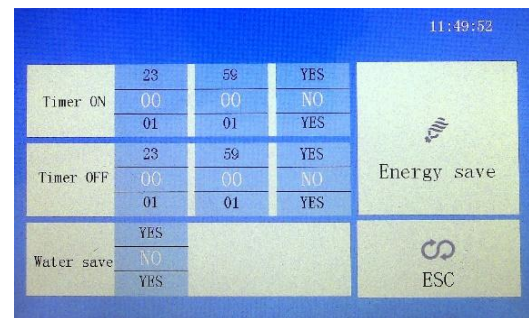 11:49:52
23 59 YES
Timer ON 00 00 NO
01 01 YES
23 59 YES
Timer OFF 00 00 NO
01 01 YES
Energy save
YES
Water save NO
YES
ESC